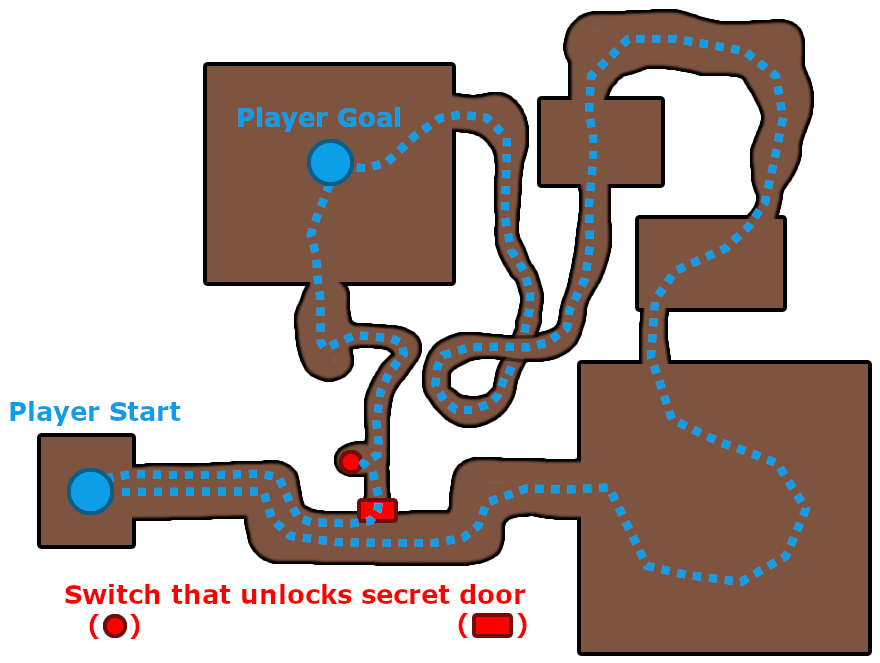 Player Goal
Player Start
Switch that unlocks secret door
( ) ( )